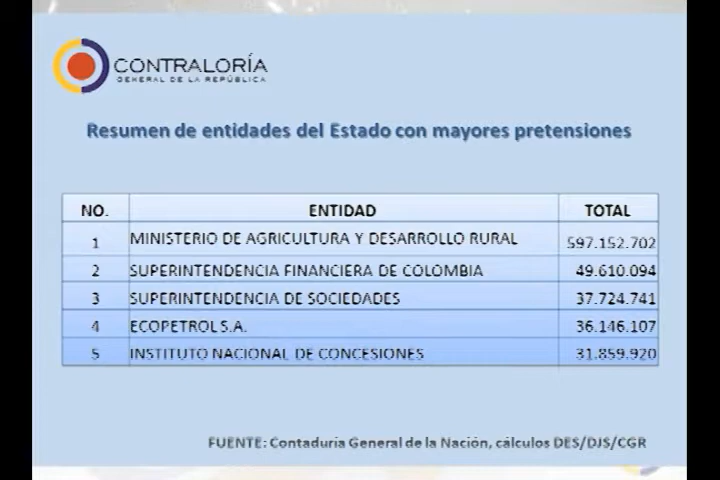 CONTRALORÍA
GENERAL DE LA REPÚBLICA
Resumen de entidades del Estado con mayores pretensiones
NO. ENTIDAD TOTAL
1 MINISTERIO DE AGRICULTURA Y DESARROLLO RURAL 597.152.702
2 SUPERINTENDENCIA FINANCIERA DE COLOMBIA 49.610.094
3 SUPERINTENDENCIA DE SOCIEDADES 37.724.741
4 ECOPETROL S.A. 36.146.107
5 INSTITUTO NACIONAL DE CONCESIONES 31.859.920
FUENTE: Contaduría General de la Nación, cálculos DES/DJS/CGR